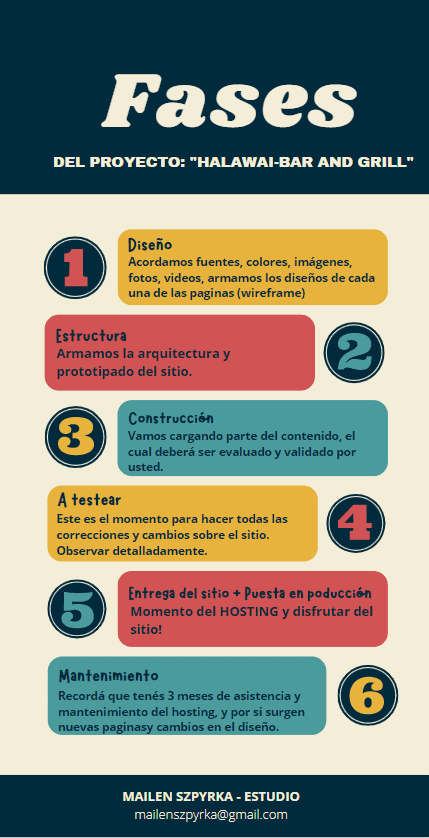 Fases
DEL PROYECTO: "HALAWAI-BAR AND GRILL"
1
Diseño
Acordamos fuentes, colores, imágenes,
fotos, videos, armamos los diseños de cada
una de las paginas (wireframe)
Estructura
Armamos la arquitectura y
prototipado del sitio.
2
3
Construcción
Vamos cargando parte del contenido, el
cual deberá ser evaluado y validado por
usted.
A testear
Este es el momento para hacer todas las
correcciones y cambios sobre el sitio.
Observar detalladamente.
4
5
Entrega del sitio + Puesta en poducción
Momento del HOSTING y disfrutar del
sitio!
Mantenimiento
Recordá que tenés 3 meses de asistencia y
mantenimiento del hosting, y por si surgen
nuevas paginasy cambios en el diseño.
6
MAILEN SZPYRKA - ESTUDIO
mailenszpyrka@gmail.com